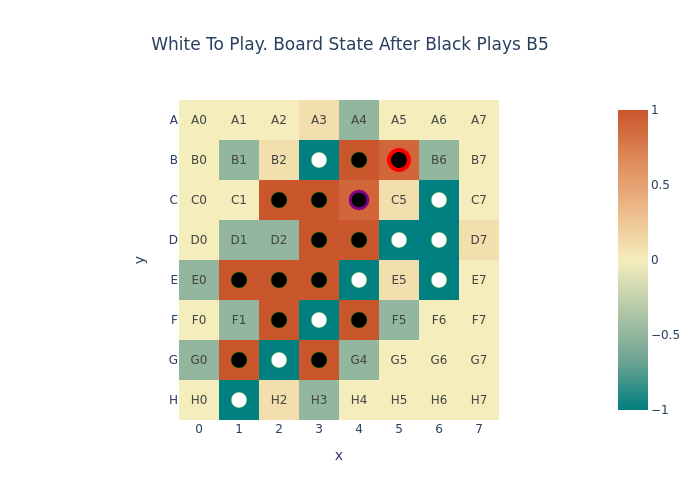 White To Play. Board State After Black Plays B5
A A0 A1 A2 A3 A4 A5 A6 A7
B B0 B1 B2 B6 B7
C C0 C1 C5 C7
D D0 D1 D2 D7
E E0 E5 E7
F F0 F1 F5 F6 F7
G G0 G4 G5 G6 G7
H H0 H2 H3 H4 H5 H6 H7
0 1 2 3 4 5 6 7
x
y
1
0.5
0
−0.5
−1